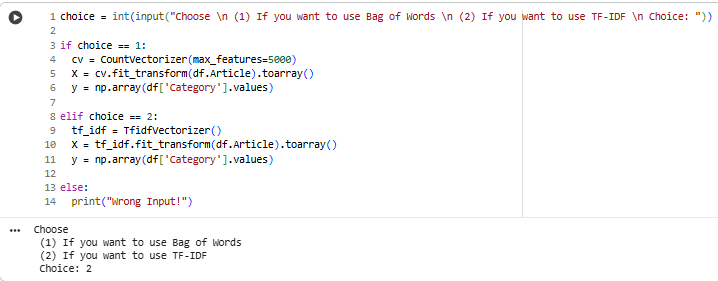 1 choice = int(input("Choose \n (1) If you want to use Bag of Words \n (2) If you want to use TF-IDF \n Choice: "))
2
3 if choice == 1:
4   cv = CountVectorizer(max_features=5000)
5   X = cv.fit_transform(df.Article).toarray()
6   y = np.array(df['Category'].values)
7
8 elif choice == 2:
9   tf_idf = TfidfVectorizer()
10   X = tf_idf.fit_transform(df.Article).toarray()
11   y = np.array(df['Category'].values)
12
13 else:
14   print("Wrong Input!")
... Choose
(1) If you want to use Bag of Words
(2) If you want to use TF-IDF
Choice: 2